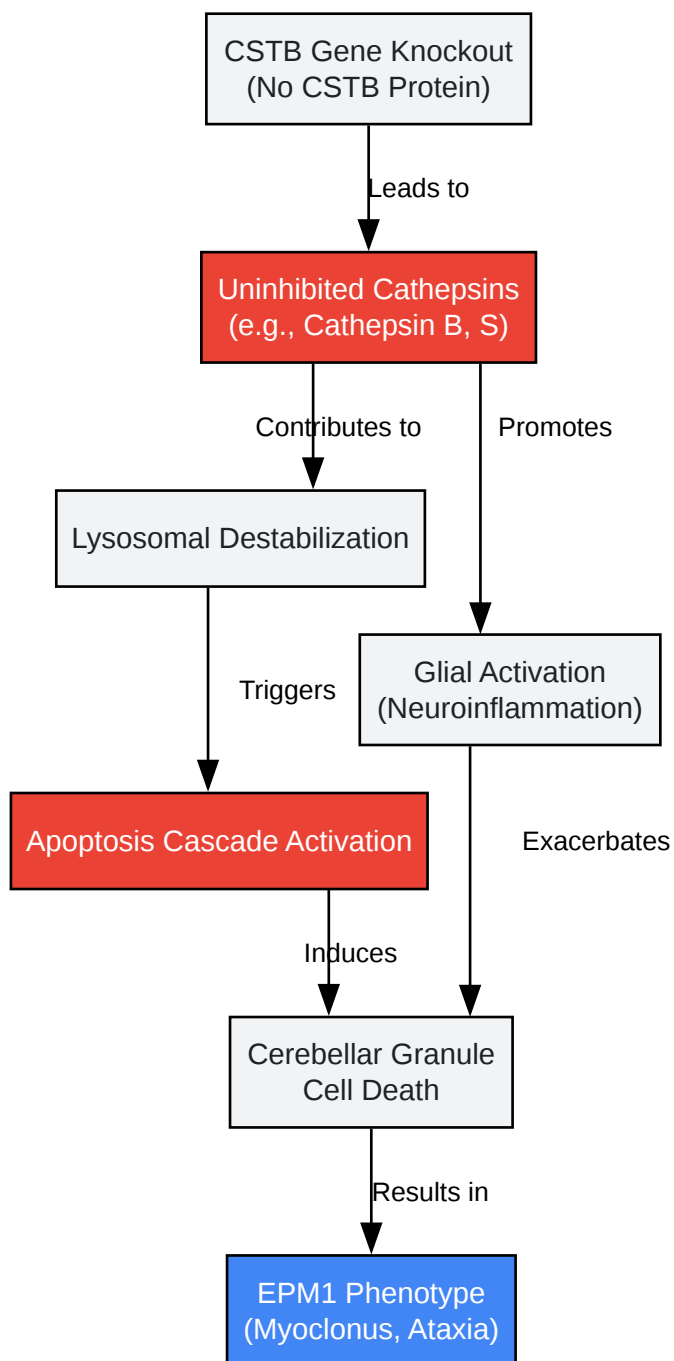 CSTB Gene Knockout
(No CSTB Protein)
Leads to
Uninhibited Cathepsins
(e.g., Cathepsin B, S)
Contributes to
Promotes
Lysosomal Destabilization
Glial Activation
(Neuroinflammation)
Triggers
Apoptosis Cascade Activation
Exacerbates
Induces
Cerebellar Granule
Cell Death
Results in
EPM1 Phenotype
(Myoclonus, Ataxia)